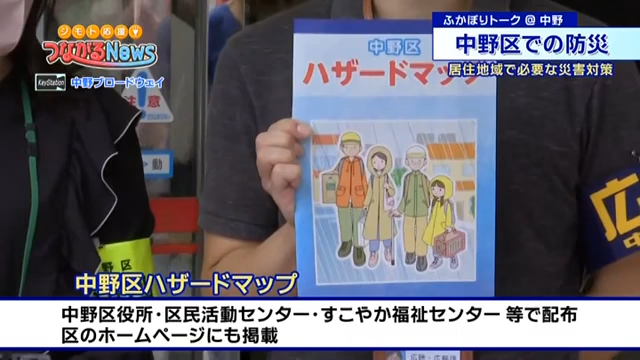 ジモト応援
つながるNews
KeyStation 中野ブロードウェイ
ふかぼりトーク@中野
中野区での防災
居住地域で必要な災害対策
中野区
ハザードマップ
中野区
広
中野区ハザードマップ
中野区役所・区民活動センター・すこやか福祉センター 等で配布
区のホームページにも掲載